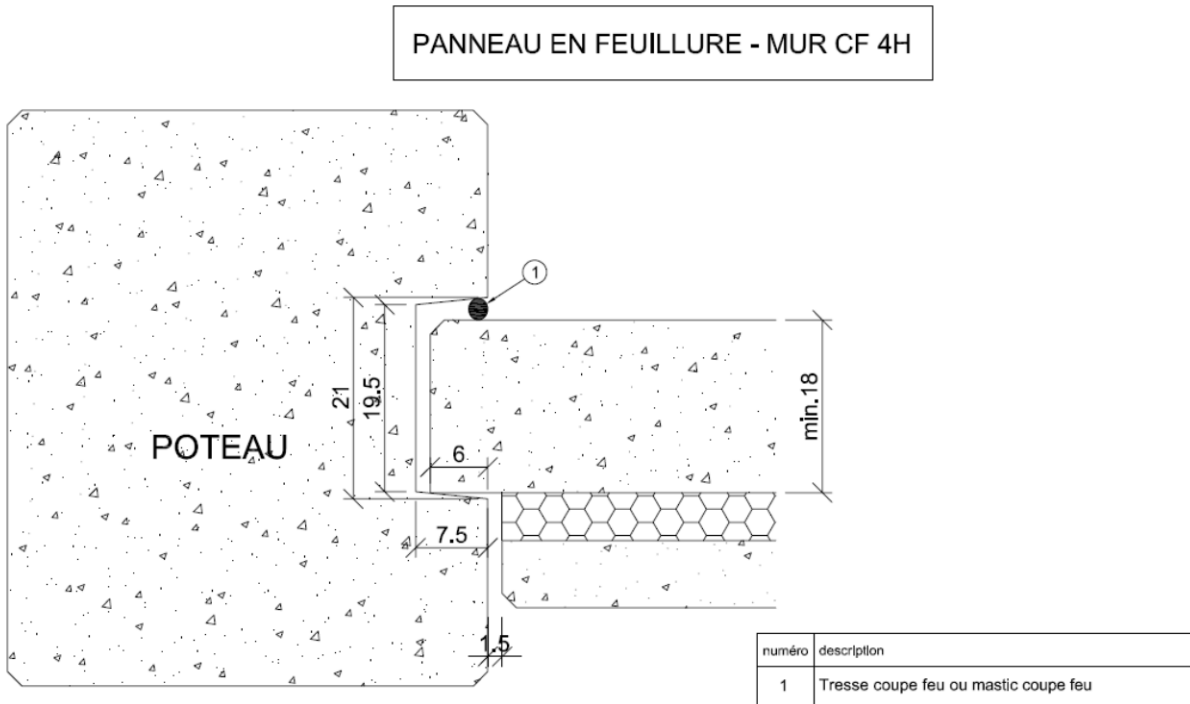 PANNEAU EN FEUILLURE - MUR CF 4H
1
21
19.5
min.18
POTEAU
6
7.5
1.5
numéro description
1 Tresse coupe feu ou mastic coupe feu